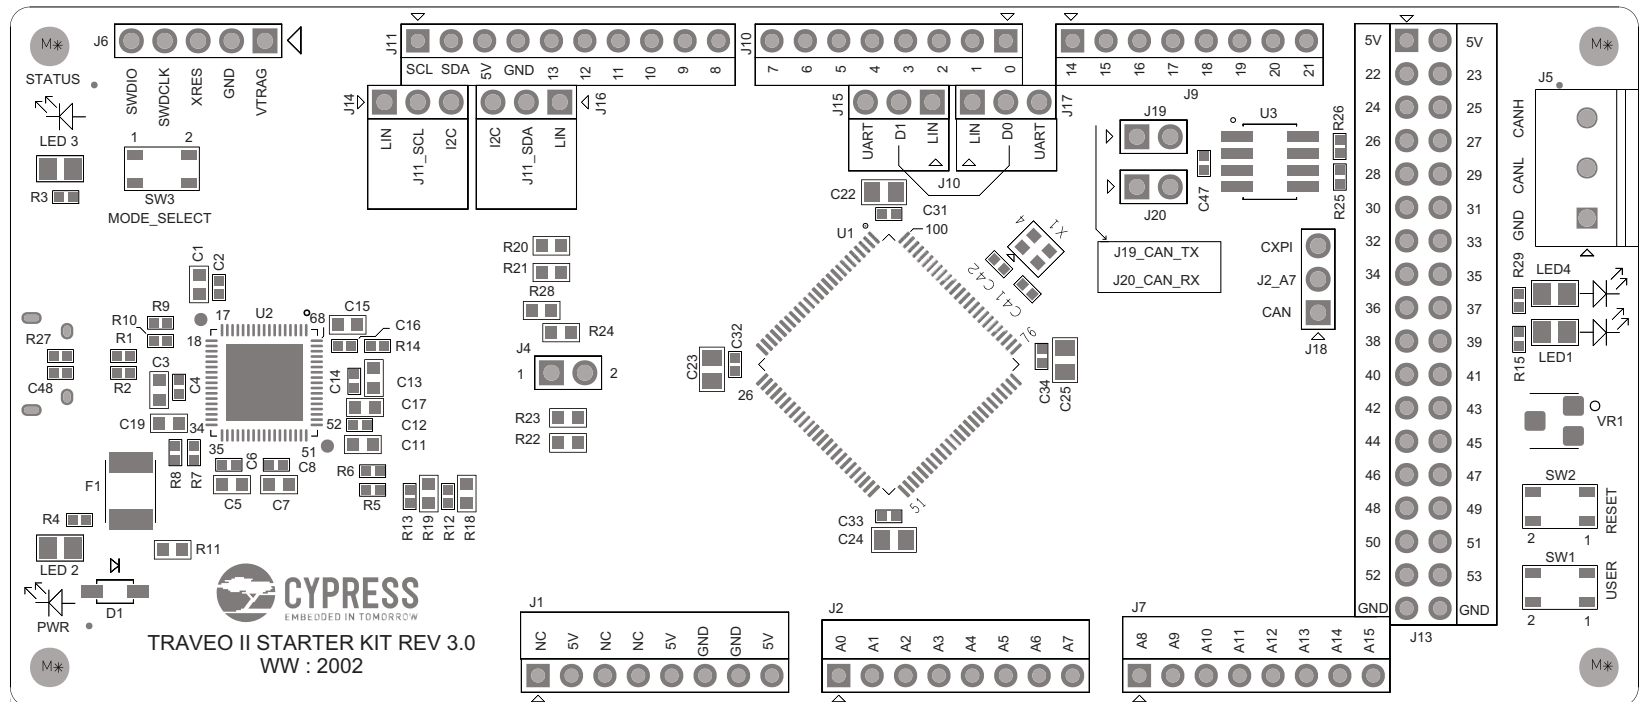 M*
J6
SWDIO
SWDCLK
XRES
GND
VTRAG
STATUS
LED 3
R3
1 2
SW3
MODE_SELECT
J11
SCL SDA 5V GND 13 12 11 10 9 8
J14
LIN J11_SCL I2C
I2C J11_SDA LIN
J16
J10
7 6 5 4 3 2 1 0
J15
UART D1 LIN
LIN D0 UART
J17
J10
14 15 16 17 18 19 20 21
J9
J19
J20
U3
C47
R26
R25
J19_CAN_TX
J20_CAN_RX
CXPI
J2_A7
CAN
J18
M*
J5
CANH
CANL
GND
5V 5V
22 23
24 25
26 27
28 29
30 31
32 33
34 35
36 37
38 39
40 41
42 43
44 45
46 47
48 49
50 51
52 53
GND GND
J13
R29
LED4
R15
LED1
VR1
SW2
2 1
RESET
SW1
2 1
USER
M*
C22
C31
U1
100
X1
4
C42
C41
76
C32
C23
26
C34
C25
51
C33
C24
R20
R21
R28
R24
J4
1 2
R23
R22
C1
C2
R9
R10
R1
R2
R27
C48
17
U2
68
18
C15
C16
R14
C3
C4
C14
C13
C17
C19
34
52
C12
C11
35
51
R8
R7
C6
C8
C5
C7
R6
R5
R13
R19
R12
R18
F1
R4
R11
LED 2
D1
PWR
M*
CYPRESS
EMBEDDED IN TOMORROW
TRAVEO II STARTER KIT REV 3.0
WW : 2002
J1
NC 5V NC NC 5V GND GND 5V
J2
A0 A1 A2 A3 A4 A5 A6 A7
J7
A8 A9 A10 A11 A12 A13 A14 A15